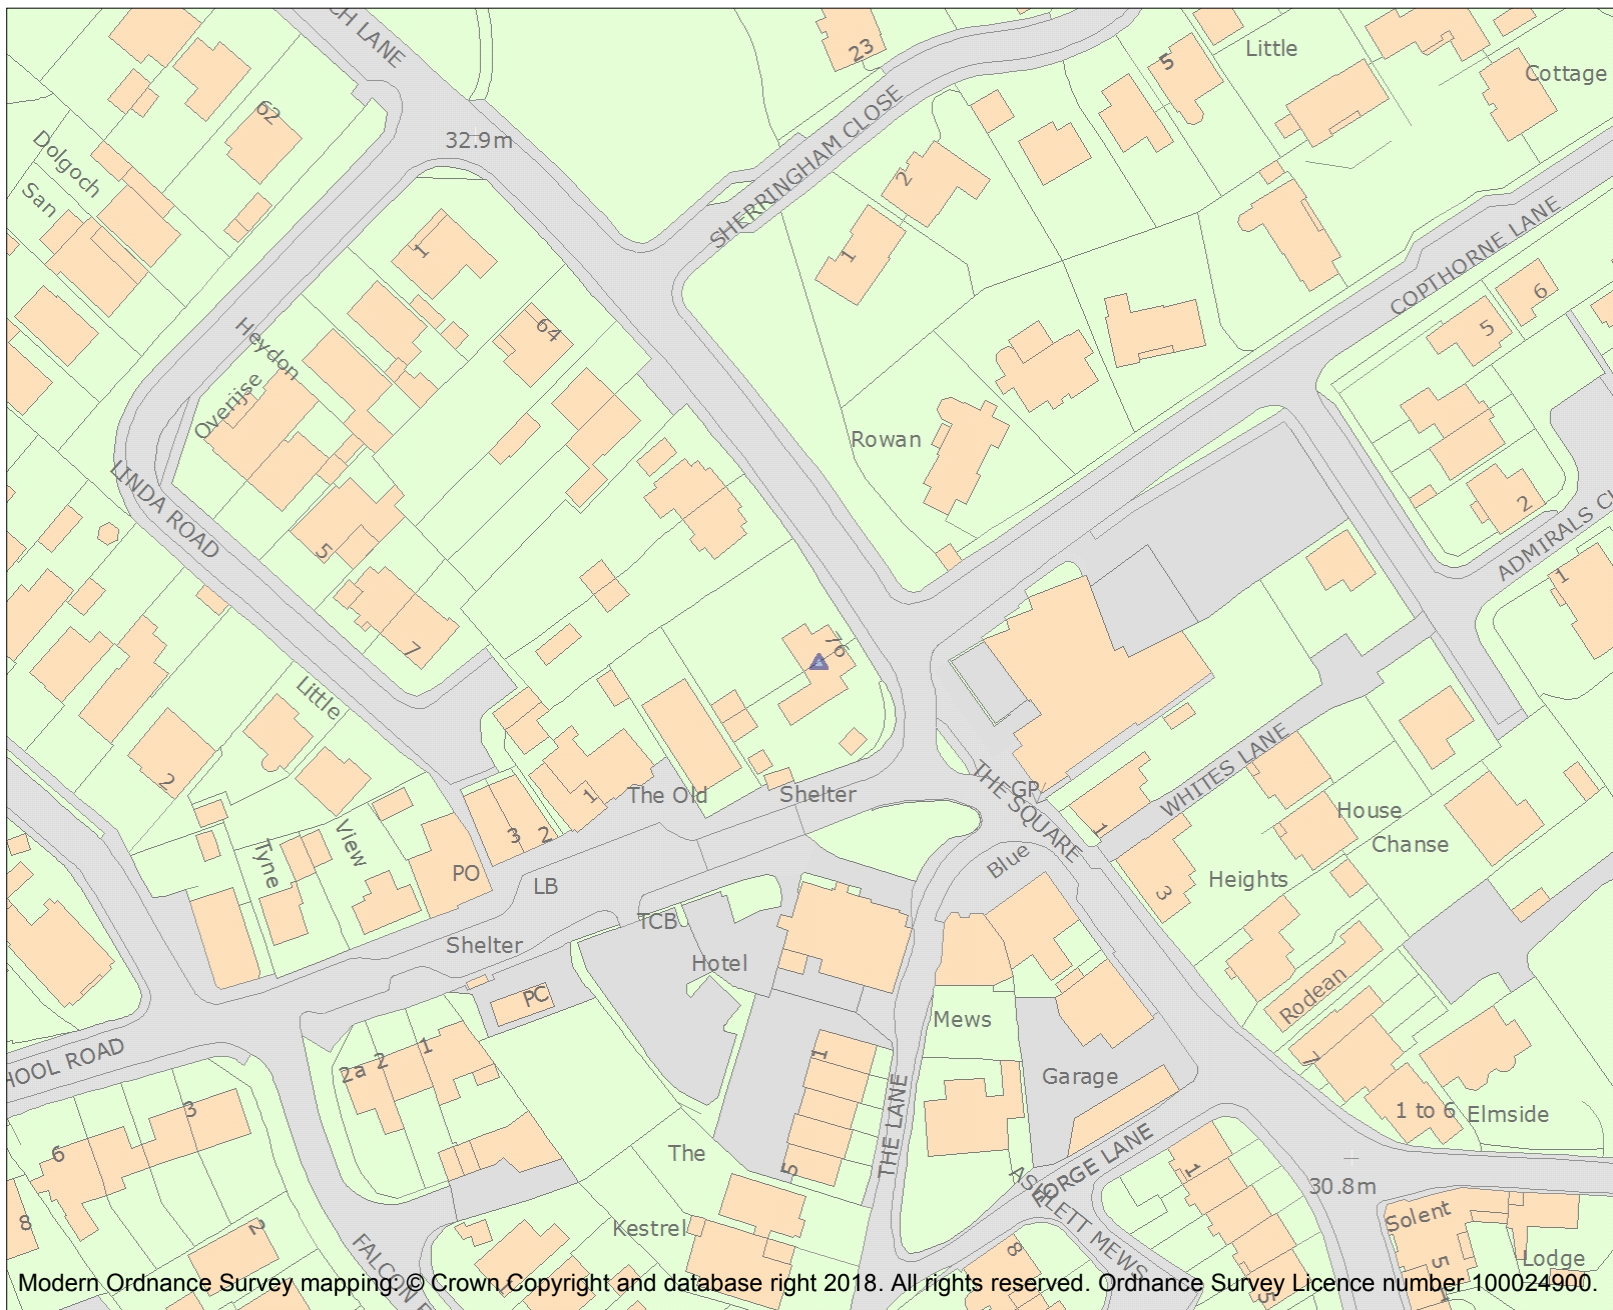 CH LANE
23
Little
5
Cottage
62
32.9m
Dolgoch
San
SHERRINGHAM CLOSE
2
1
1
COPTHORNE LANE
6
5
64
Heydon
Overijse
Rowan
LINDA ROAD
2
5
ADMIRALS CL
1
7
76
Little
2
The Old
Shelter
GP
THE SQUARE
WHITES LANE
1
1
House
3
2
Chanse
View
Tyne
PO
LB
Blue
Heights
3
TCB
Shelter
Hotel
PC
Rodean
Mews
1
2
2a
1
7
HOOL ROAD
Garage
3
1 to 6
Elmside
THE LANE
6
The
5
FORGE LANE
1
30.8m
ASHLETT MEWS
Solent
8
2
Kestrel
8
5
Lodge
FALCON
5
1
Modern Ordnance Survey mapping: © Crown Copyright and database right 2018. All rights reserved. Ordnance Survey Licence number 100024900.